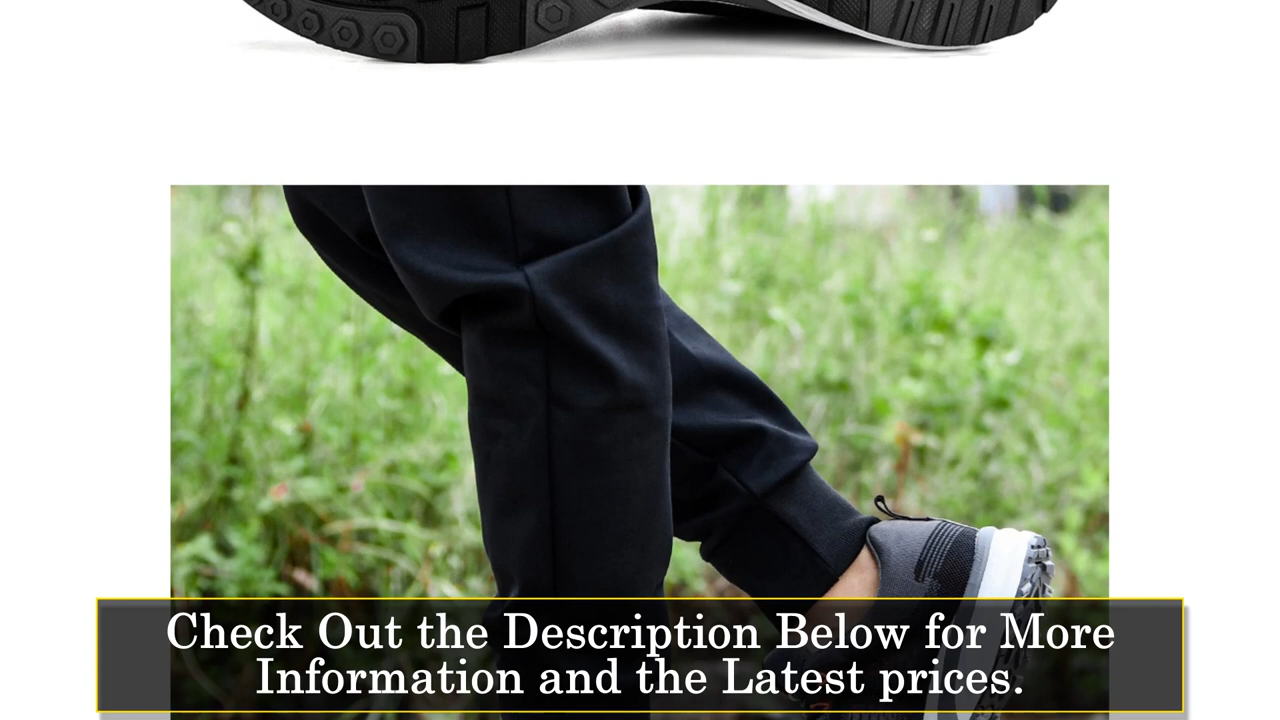 Check Out the Description Below for More
Information and the Latest prices.